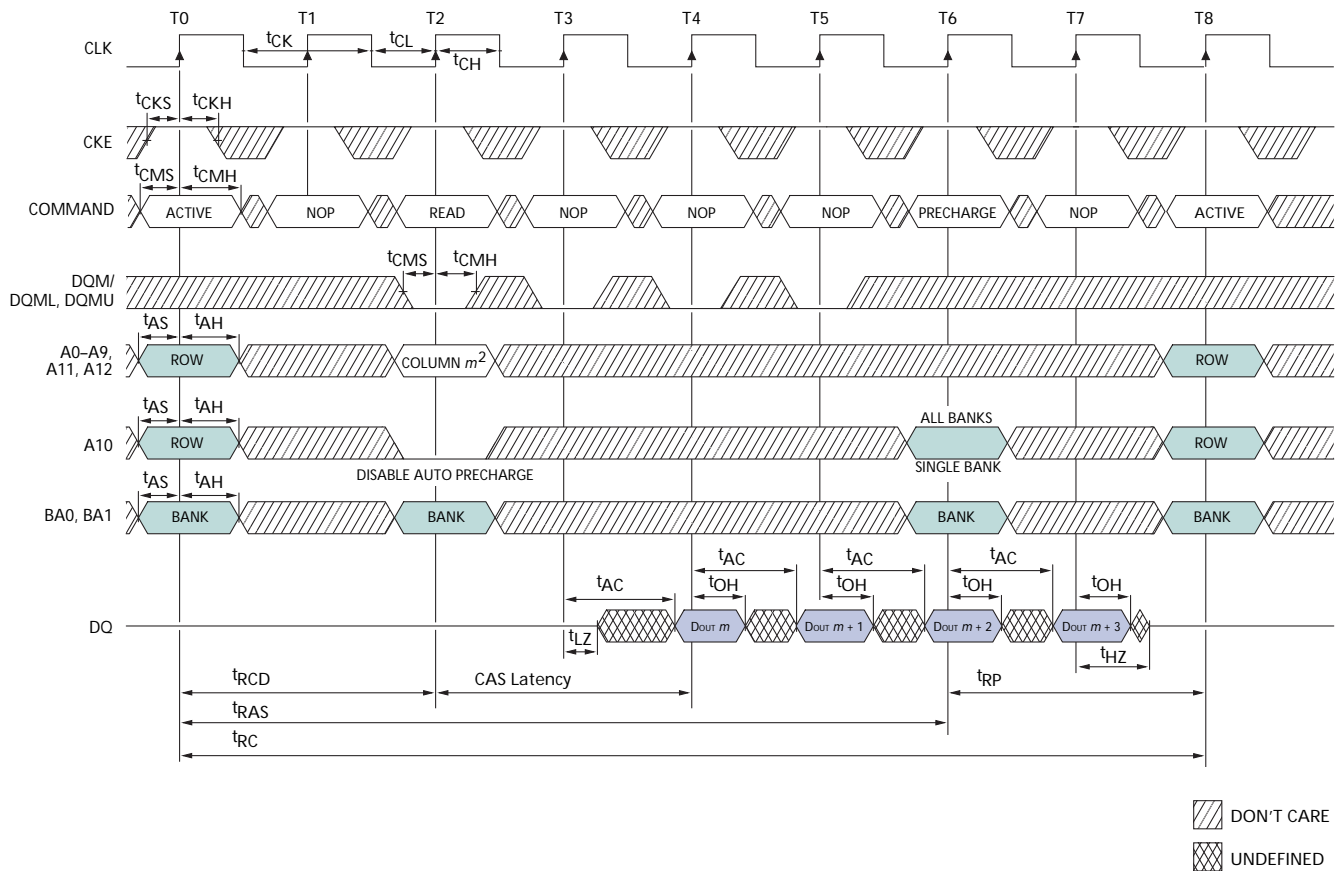 T0 T1 T2 T3 T4 T5 T6 T7 T8
CLK
tCK tCL tCH
tCKS tCKH
CKE
tCMS tCMH
COMMAND ACTIVE NOP READ NOP NOP NOP PRECHARGE NOP ACTIVE
tCMS tCMH
DQM/
DQML, DQMU
tAS tAH
A0–A9,
A11, A12
ROW COLUMN m2 ROW
tAS tAH
ALL BANKS
A10 ROW ROW
DISABLE AUTO PRECHARGE SINGLE BANK
tAS tAH
BA0, BA1 BANK BANK BANK BANK
tAC tAC tAC tAC
tOH tOH tOH tOH
DQ DOUT m DOUT m + 1 DOUT m + 2 DOUT m + 3
tLZ tHZ
tRCD CAS Latency tRP
tRAS
tRC
DON'T CARE
UNDEFINED